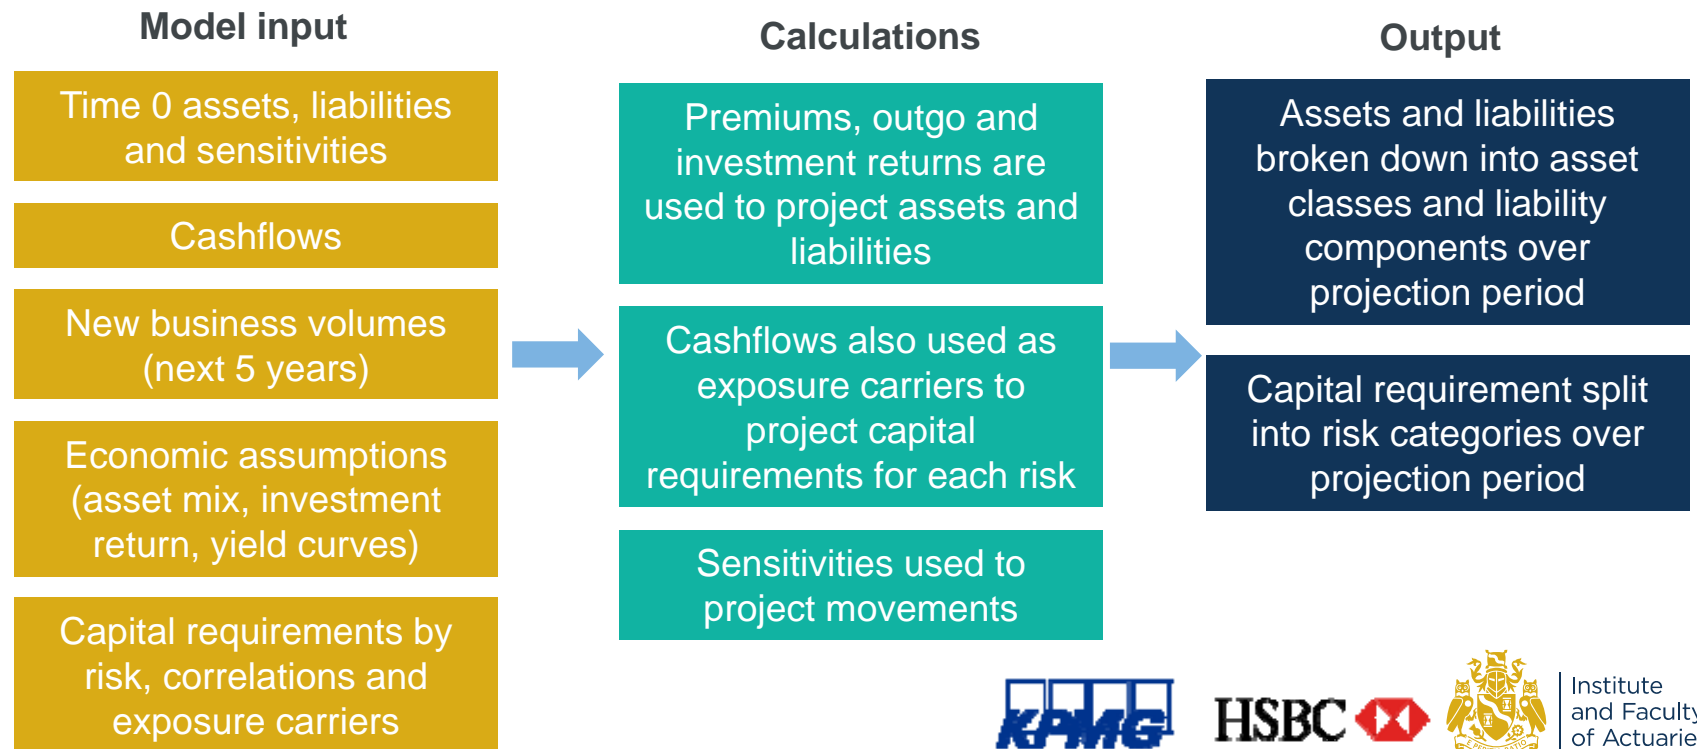 Model input
Time 0 assets, liabilities
and sensitivities
Cashflows
New business volumes
(next 5 years)
Economic assumptions
(asset mix, investment
return, yield curves)
Capital requirements by
risk, correlations and
exposure carriers
Calculations
Premiums, outgo and
investment returns are
used to project assets and
liabilities
Cashflows also used as
exposure carriers to
project capital
requirements for each risk
Sensitivities used to
project movements
Output
Assets and liabilities
broken down into asset
classes and liability
components over
projection period
Capital requirement split
into risk categories over
projection period
KPMG
HSBC
Institute
and Faculty
of Actuarie